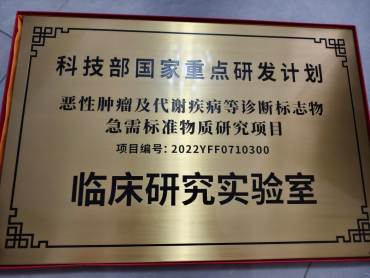 科技部国家重点研发计划
恶性肿瘤及代谢疾病等诊断标志物
急需标准物质研究项目
项目编号:2022YFF0710300
临床研究实验室